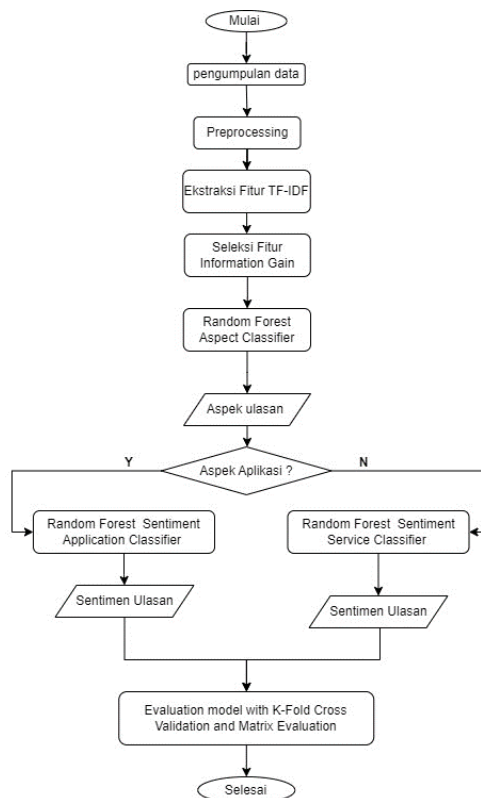 Mulai
pengumpulan data
Preprocessing
Ekstraksi Fitur TF-IDF
Seleksi Fitur
Information Gain
Random Forest
Aspect Classifier
Aspek ulasan
Y
Aspek Aplikasi ?
N
Random Forest Sentiment
Application Classifier
Random Forest Sentiment
Service Classifier
Sentimen Ulasan
Sentimen Ulasan
Evaluation model with K-Fold Cross
Validation and Matrix Evaluation
Selesai